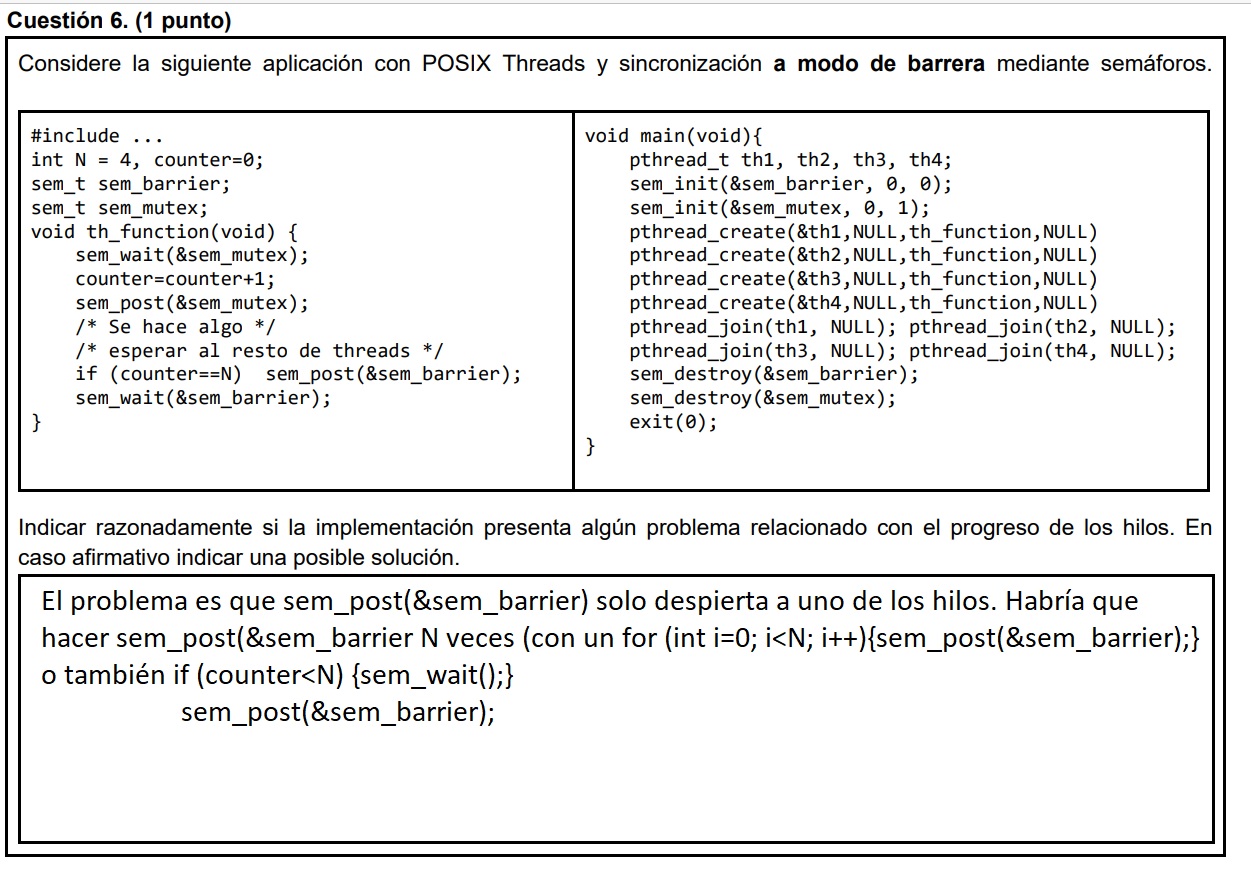 Cuestión 6. (1 punto)
Considere la siguiente aplicación con POSIX Threads y sincronización a modo de barrera mediante semáforos.
#include ...
int N = 4, counter=0;
sem_t sem_barrier;
sem_t sem_mutex;
void th_function(void) {
    sem_wait(&sem_mutex);
    counter=counter+1;
    sem_post(&sem_mutex);
    /* Se hace algo */
    /* esperar al resto de threads */
    if (counter==N)  sem_post(&sem_barrier);
    sem_wait(&sem_barrier);
}
void main(void){
    pthread_t th1, th2, th3, th4;
    sem_init(&sem_barrier, 0, 0);
    sem_init(&sem_mutex, 0, 1);
    pthread_create(&th1,NULL,th_function,NULL)
    pthread_create(&th2,NULL,th_function,NULL)
    pthread_create(&th3,NULL,th_function,NULL)
    pthread_create(&th4,NULL,th_function,NULL)
    pthread_join(th1, NULL); pthread_join(th2, NULL);
    pthread_join(th3, NULL); pthread_join(th4, NULL);
    sem_destroy(&sem_barrier);
    sem_destroy(&sem_mutex);
    exit(0);
}
Indicar razonadamente si la implementación presenta algún problema relacionado con el progreso de los hilos. En
caso afirmativo indicar una posible solución.
El problema es que sem_post(&sem_barrier) solo despierta a uno de los hilos. Habría que
hacer sem_post(&sem_barrier N veces (con un for (int i=0; i<N; i++){sem_post(&sem_barrier);}
o también if (counter<N) {sem_wait();}
sem_post(&sem_barrier);